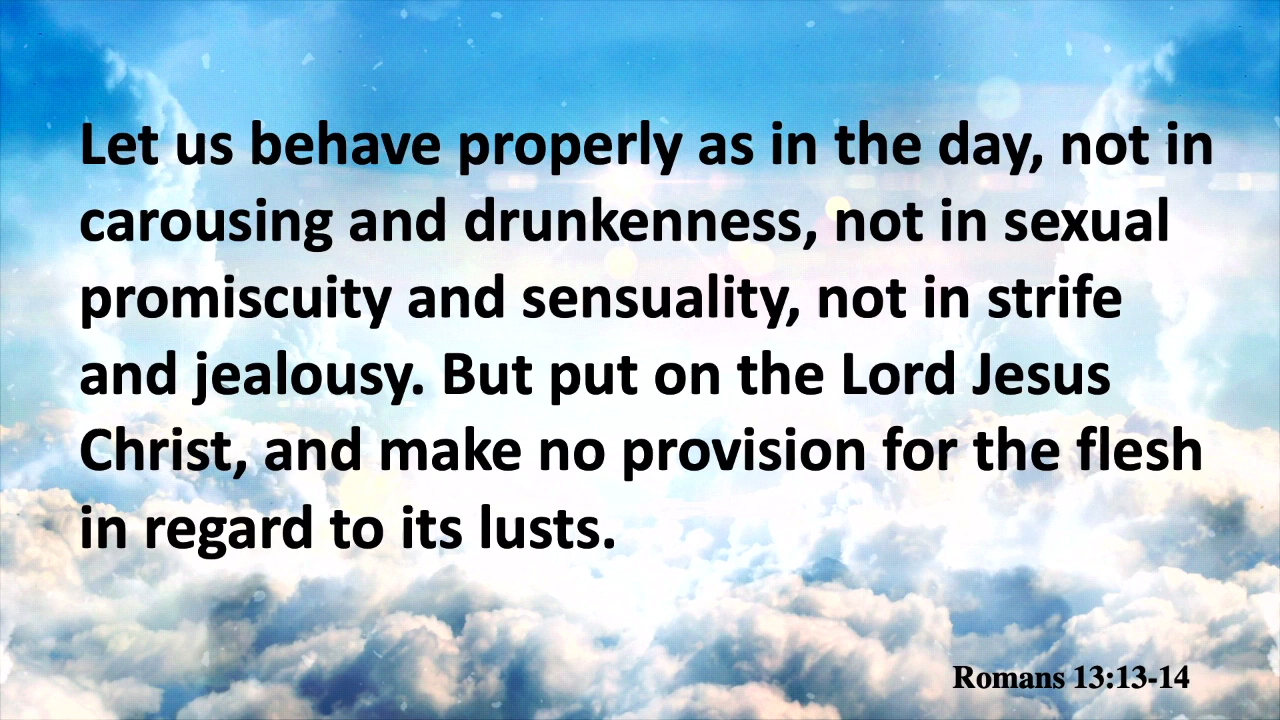 Let us behave properly as in the day, not in
carousing and drunkenness, not in sexual
promiscuity and sensuality, not in strife
and jealousy. But put on the Lord Jesus
Christ, and make no provision for the flesh
in regard to its lusts.
Romans 13:13-14